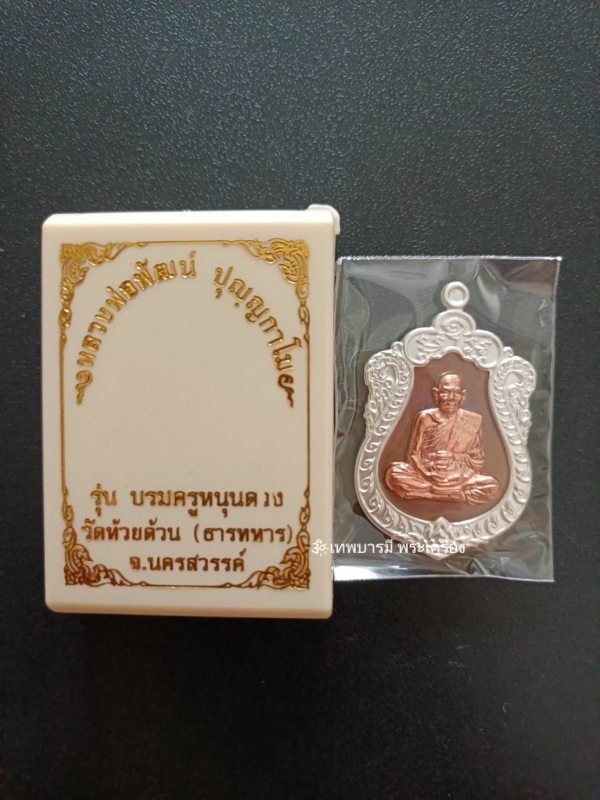 หลวงพ่อพัฒน์ ปุญญกาโม
รุ่น บรมครูหนุนดวง
วัดห้วยด้วน (ธารทหาร)
จ.นครสวรรค์
เทพบารมี พระเครื่อง